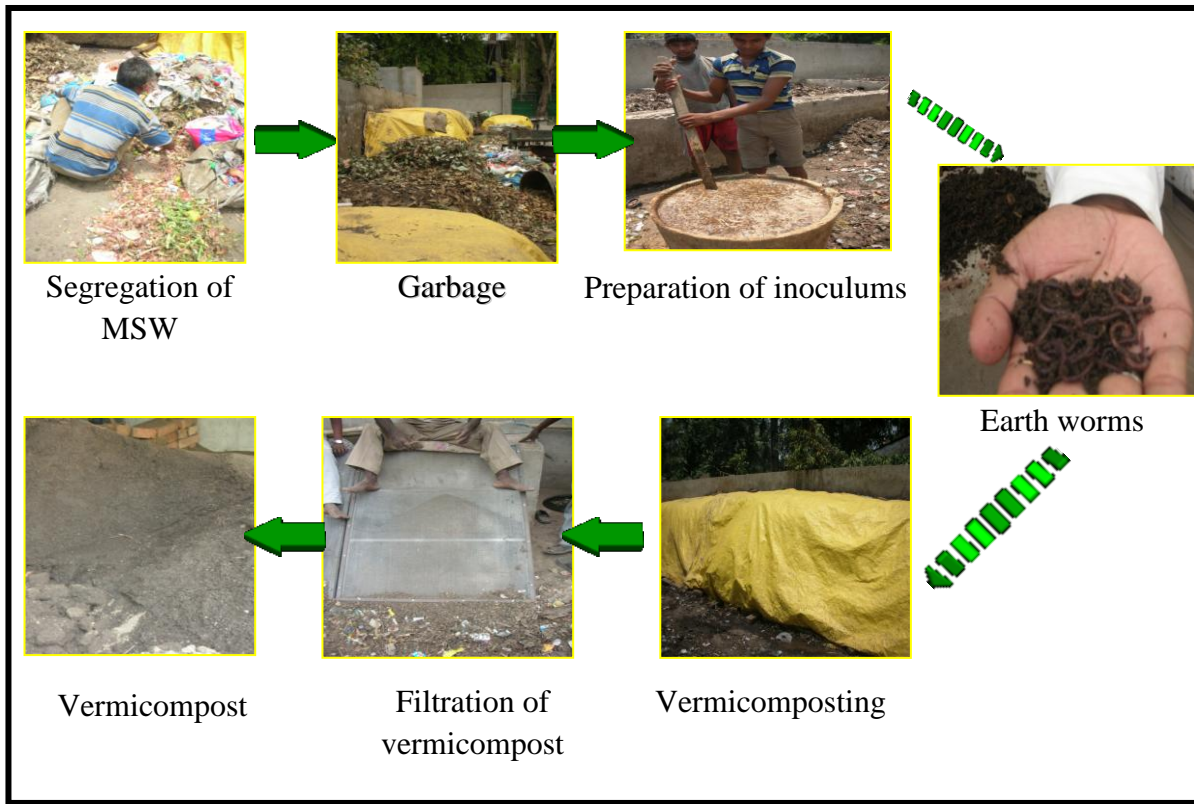 Segregation of
MSW
Garbage
Preparation of inoculums
Earth worms
Vermicompost
Filtration of
vermicompost
Vermicomposting